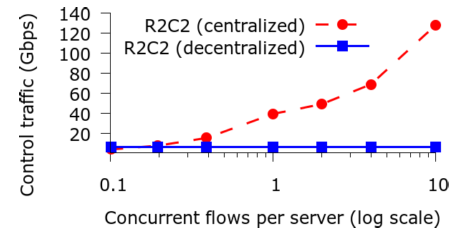 140
120
100
80
60
40
20
Control traffic (Gbps)
R2C2 (centralized)
R2C2 (decentralized)
0.1 1 10
Concurrent flows per server (log scale)